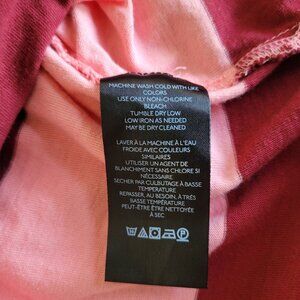 MACHINE WASH COLD WITH LIKE
COLORS
USE ONLY NON-CHLORINE
BLEACH
TUMBLE DRY LOW
LOW IRON AS NEEDED
MAY BE DRY CLEANED
LAVER À LA MACHINE À L'EAU
FROIDE AVEC COULEURS
SIMILAIRES
UTILISER UN AGENT DE
BLANCHIMENT SANS CHLORE SI
NÉCESSAIRE
SECHER PAR CULBUTAGE À BASSE
TEMPERATURE
REPASSER, AU BESOIN, À TRÈS
BASSE TEMPÉRATURE
PEUT-ÊTRE ÊTRE NETTOYÉE
À SEC